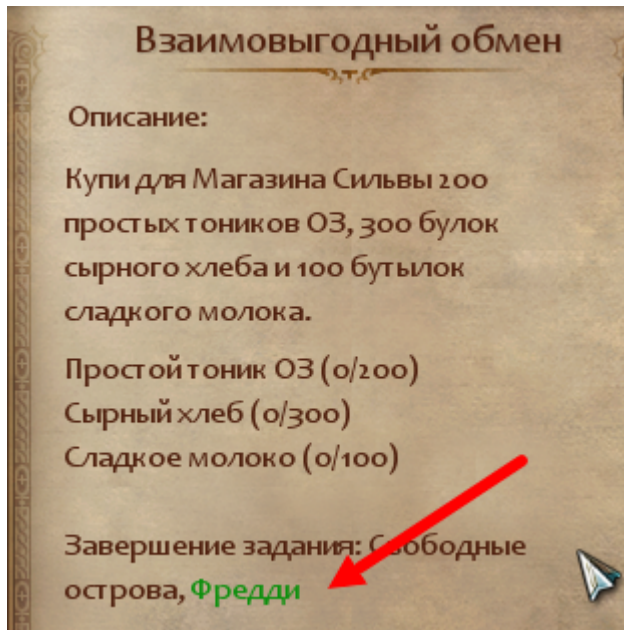 Взаимовыгодный обмен
Описание:
Купи для Магазина Сильвы 200
простых тоников ОЗ, 300 булок
сырного хлеба и 100 бутылок
сладкого молока.
Простой тоник ОЗ (0/200)
Сырный хлеб (0/300)
Сладкое молоко (0/100)
Завершение задания: Свободные
острова, Фредди